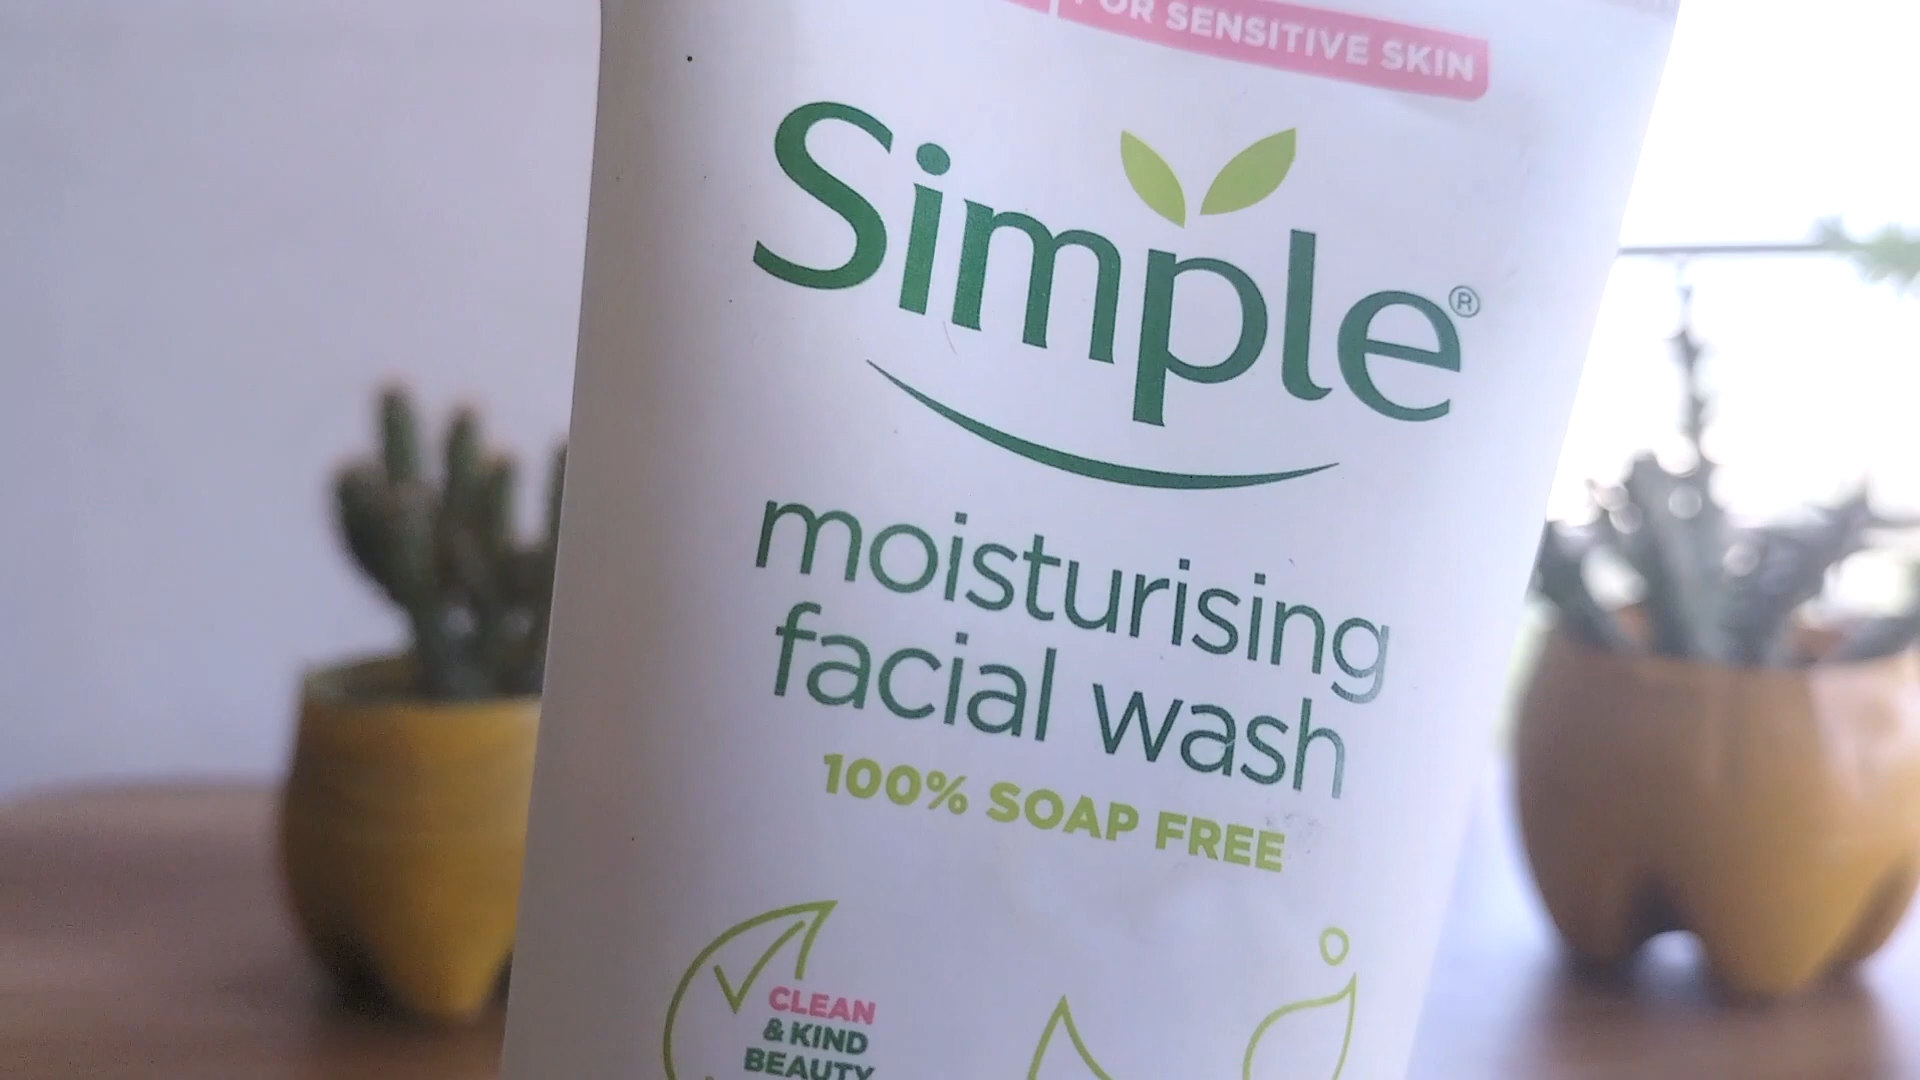 FOR SENSITIVE SKIN
Simple®
moisturising
facial wash
100% SOAP FREE
CLEAN
& KIND
BEAUTY